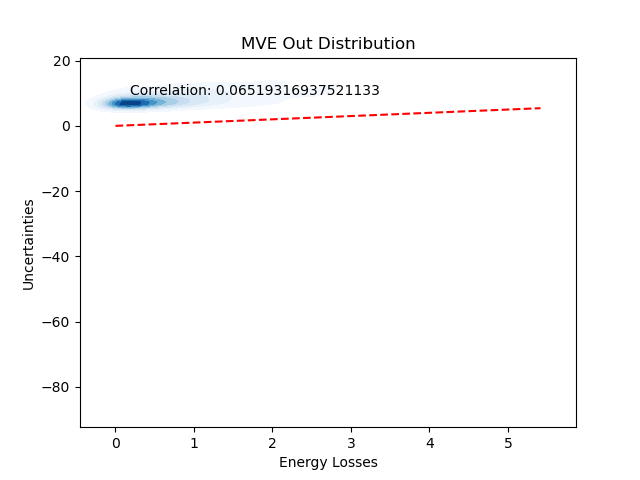 MVE Out Distribution
20
0
−20
−40
−60
−80
Uncertainties
Correlation: 0.06519316937521133
0 1 2 3 4 5
Energy Losses